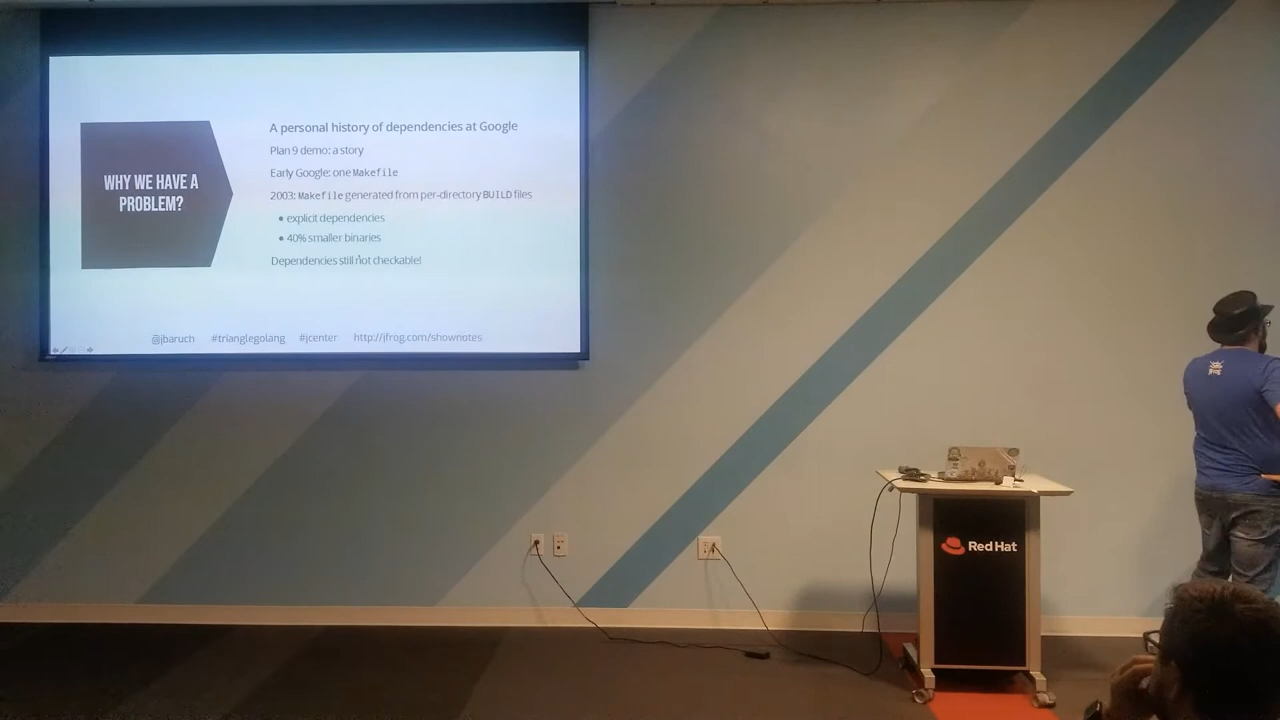 WHY WE HAVE A
PROBLEM?
A personal history of dependencies at Google
Plan 9 demo: a story
Early Google: one Makefile
2003: Makefile generated from per-directory BUILD files
• explicit dependencies
• 40% smaller binaries
Dependencies still not checkable!
@jbaruch #trianglegolang #jcenter http://jfrog.com/shownotes
Red Hat